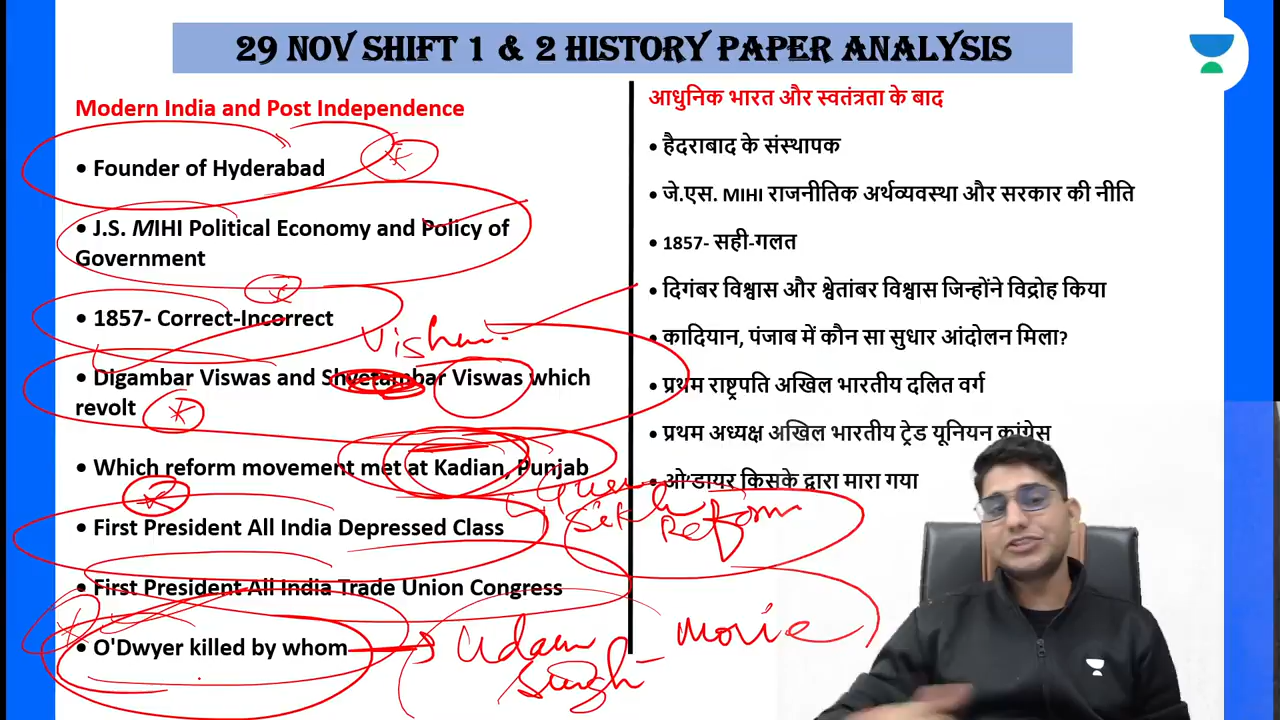 29 NOV SHIFT 1 & 2 HISTORY PAPER ANALYSIS
Modern India and Post Independence
• Founder of Hyderabad
• J.S. MIHI Political Economy and Policy of
Government
• 1857- Correct-Incorrect
Vishnu
• Digambar Viswas and Shvetambar Viswas which
revolt
• Which reform movement met at Kadian, Punjab
• First President All India Depressed Class
• First President All India Trade Union Congress
• O'Dwyer killed by whom
Udam
Singh - movie
आधुनिक भारत और स्वतंत्रता के बाद
• हैदराबाद के संस्थापक
• जे.एस. MIHI राजनीतिक अर्थव्यवस्था और सरकार की नीति
• 1857- सही-गलत
• दिगंबर विश्वास और श्वेतांबर विश्वास जिन्होंने विद्रोह किया
• कादियान, पंजाब में कौन सा सुधार आंदोलन मिला?
• प्रथम राष्ट्रपति अखिल भारतीय दलित वर्ग
• प्रथम अध्यक्ष अखिल भारतीय ट्रेड यूनियन कांग्रेस
• ओ'डायर किसके द्वारा मारा गया
Reform